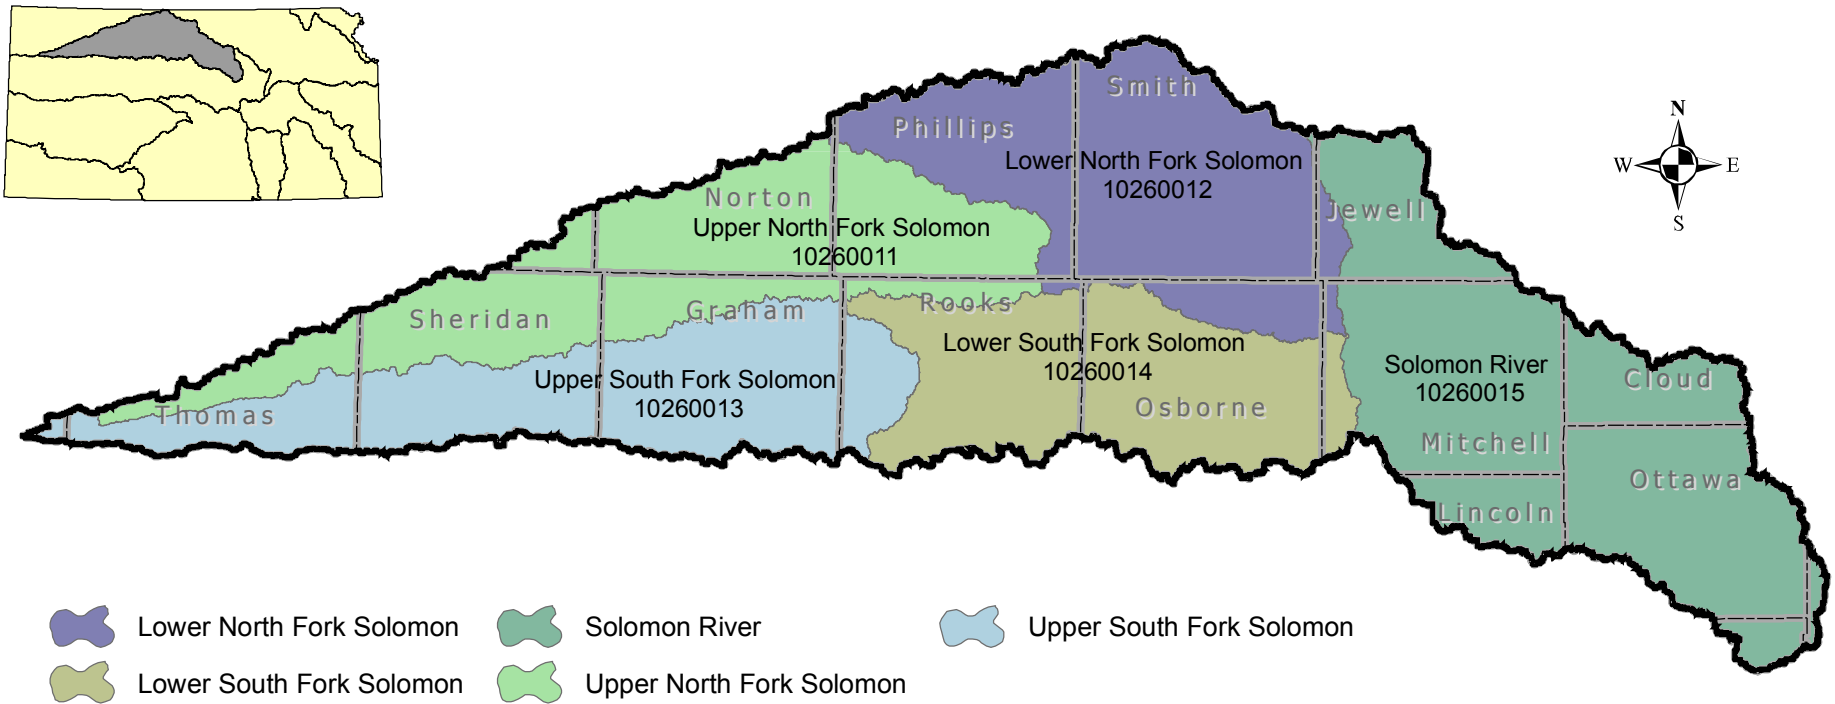 Smith
Phillips
N
W E
S
Lower North Fork Solomon
10260012
Norton
Jewell
Upper North Fork Solomon
10260011
Sheridan
Graham
Rooks
Lower South Fork Solomon
10260014
Solomon River
10260015
Cloud
Upper South Fork Solomon
10260013
Thomas
Osborne
Mitchell
Ottawa
Lincoln
Lower North Fork Solomon
Solomon River
Upper South Fork Solomon
Lower South Fork Solomon
Upper North Fork Solomon